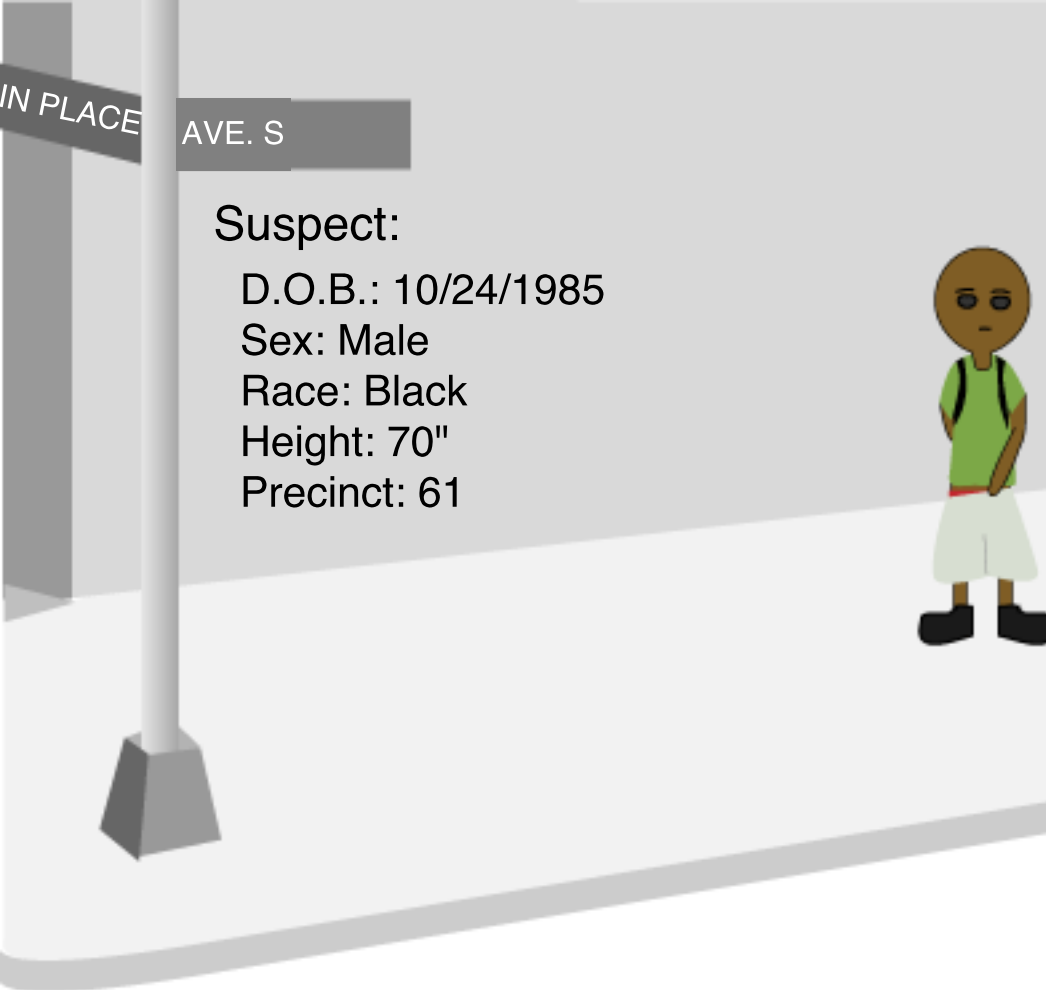 IN PLACE
AVE. S
Suspect:
D.O.B.: 10/24/1985
Sex: Male
Race: Black
Height: 70"
Precinct: 61